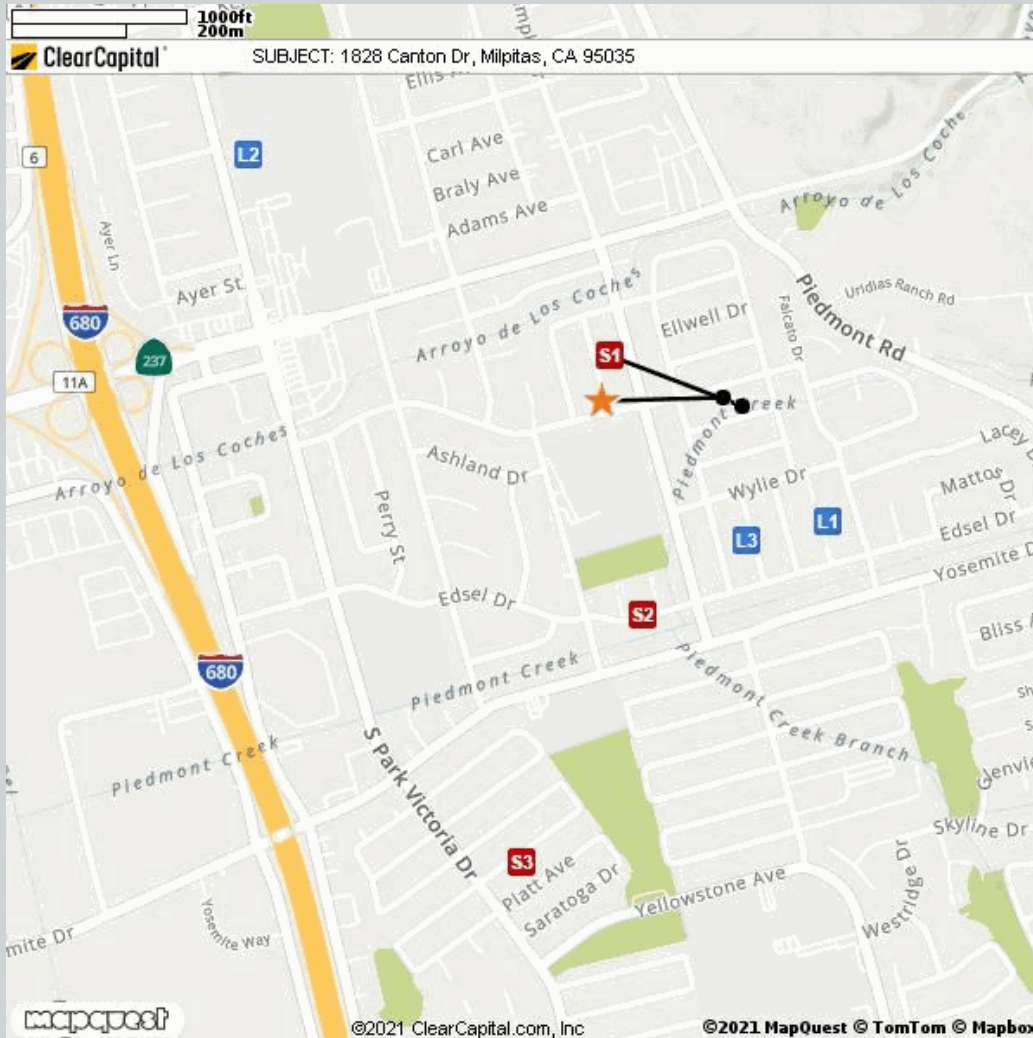 1000ft
200m
ClearCapital
SUBJECT: 1828 Canton Dr, Milpitas, CA 95035
Carl Ave
Braly Ave
Adams Ave
L2
6
Ayer Ln
Ayer St
Arroyo de Los Coches
Piedmont Rd
Uridias Ranch Rd
680
237
11A
Arroyo de Los Coches
Ellwell Dr
Falcato Dr
S1
Piedmont Creek
Arroyo de Los Coches
Ashland Dr
Perry St
Wylie Dr
Mattos Dr
Lacey
L3
L1
Edsel Dr
Yosemite D
Edsel Dr
S2
Bliss
680
Piedmont Creek
Piedmont Creek
Piedmont Creek Branch
S Park Victoria Dr
Skyline Dr
S3
Platt Ave
Saratoga Dr
Yellowstone Ave
Westridge Dr
Yosemite Way
mite Dr
mapquest
©2021 ClearCapital.com, Inc
©2021 MapQuest © TomTom © Mapbox